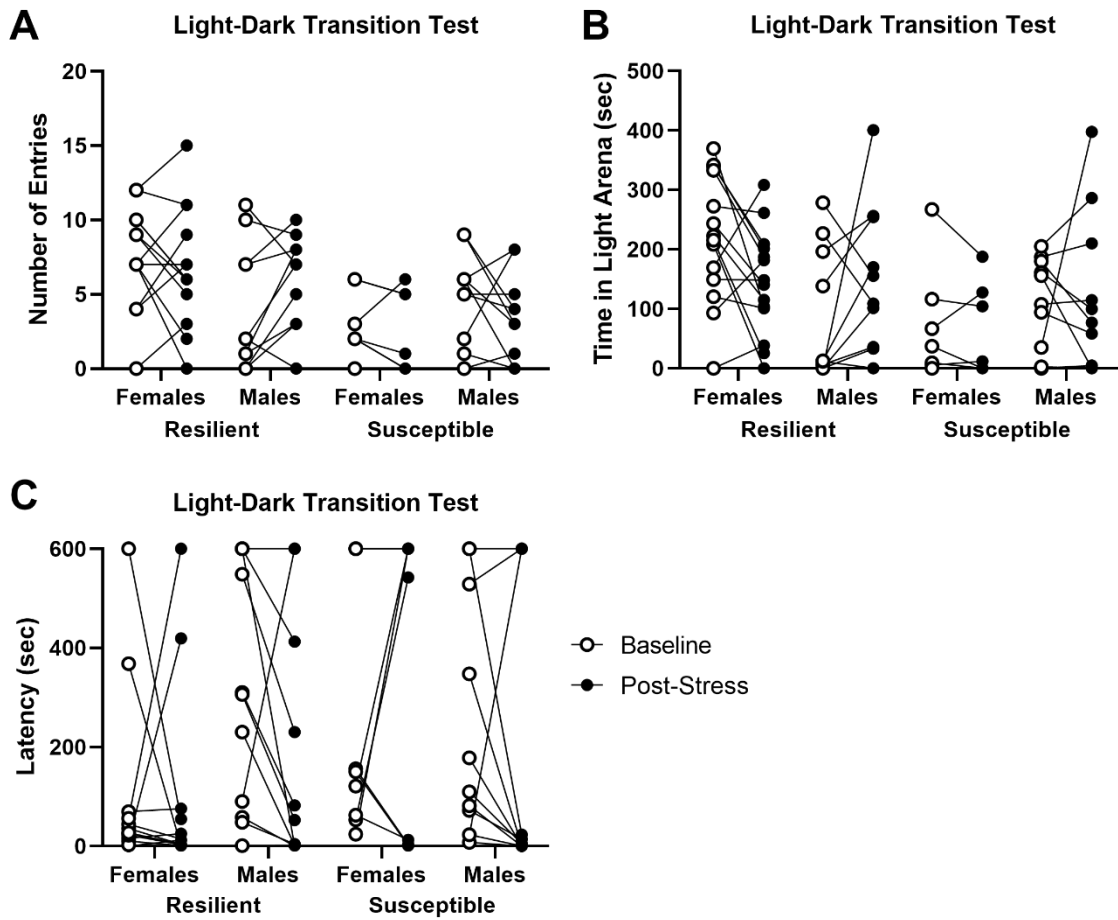 A
Light-Dark Transition Test
Number of Entries
20
15
10
5
0
Females Males Females Males
Resilient Susceptible
B
Light-Dark Transition Test
Time in Light Arena (sec)
500
400
300
200
100
0
Females Males Females Males
Resilient Susceptible
C
Light-Dark Transition Test
Latency (sec)
600
400
200
0
Females Males Females Males
Resilient Susceptible
Baseline
Post-Stress